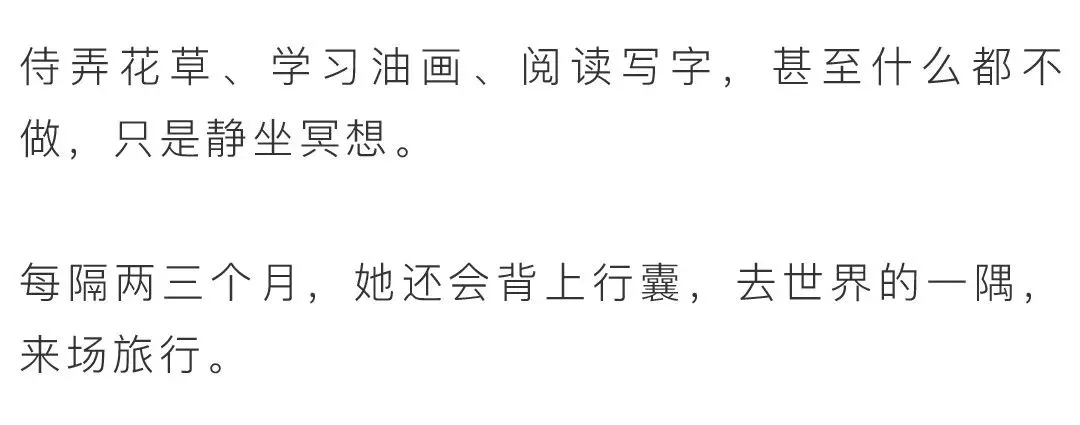 侍弄花草、学习油画、阅读写字，甚至什么都不
做，只是静坐冥想。
每隔两三个月，她还会背上行囊，去世界的一隅，
来场旅行。